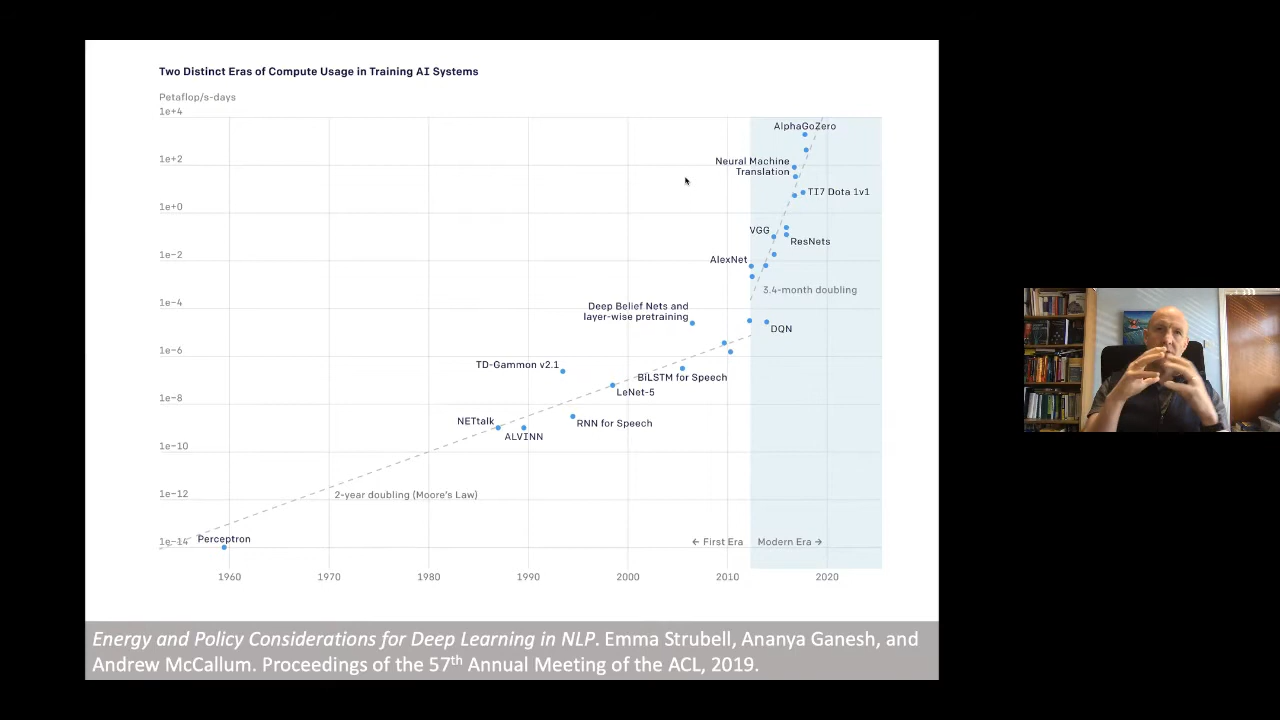 Two Distinct Eras of Compute Usage in Training AI Systems
Petaflop/s-days
1e+4
AlphaGoZero
1e+2
Neural Machine
Translation
TI7 Dota 1v1
1e+0
VGG
ResNets
1e-2
AlexNet
3.4-month doubling
1e-4
Deep Belief Nets and
layer-wise pretraining
DQN
1e-6
TD-Gammon v2.1
BiLSTM for Speech
LeNet-5
1e-8
NETtalk
RNN for Speech
ALVINN
1e-10
1e-12
2-year doubling (Moore's Law)
1e-14
Perceptron
← First Era
Modern Era →
1960 1970 1980 1990 2000 2010 2020
Energy and Policy Considerations for Deep Learning in NLP. Emma Strubell, Ananya Ganesh, and
Andrew McCallum. Proceedings of the 57th Annual Meeting of the ACL, 2019.